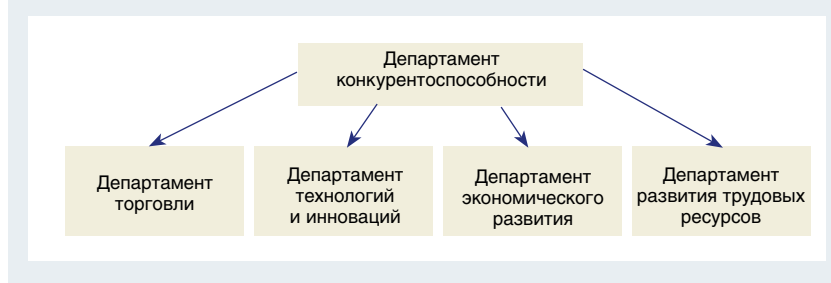 Департамент
конкурентоспособности
Департамент
торговли
Департамент
технологий
и инноваций
Департамент
экономического
развития
Департамент
развития трудовых
ресурсов